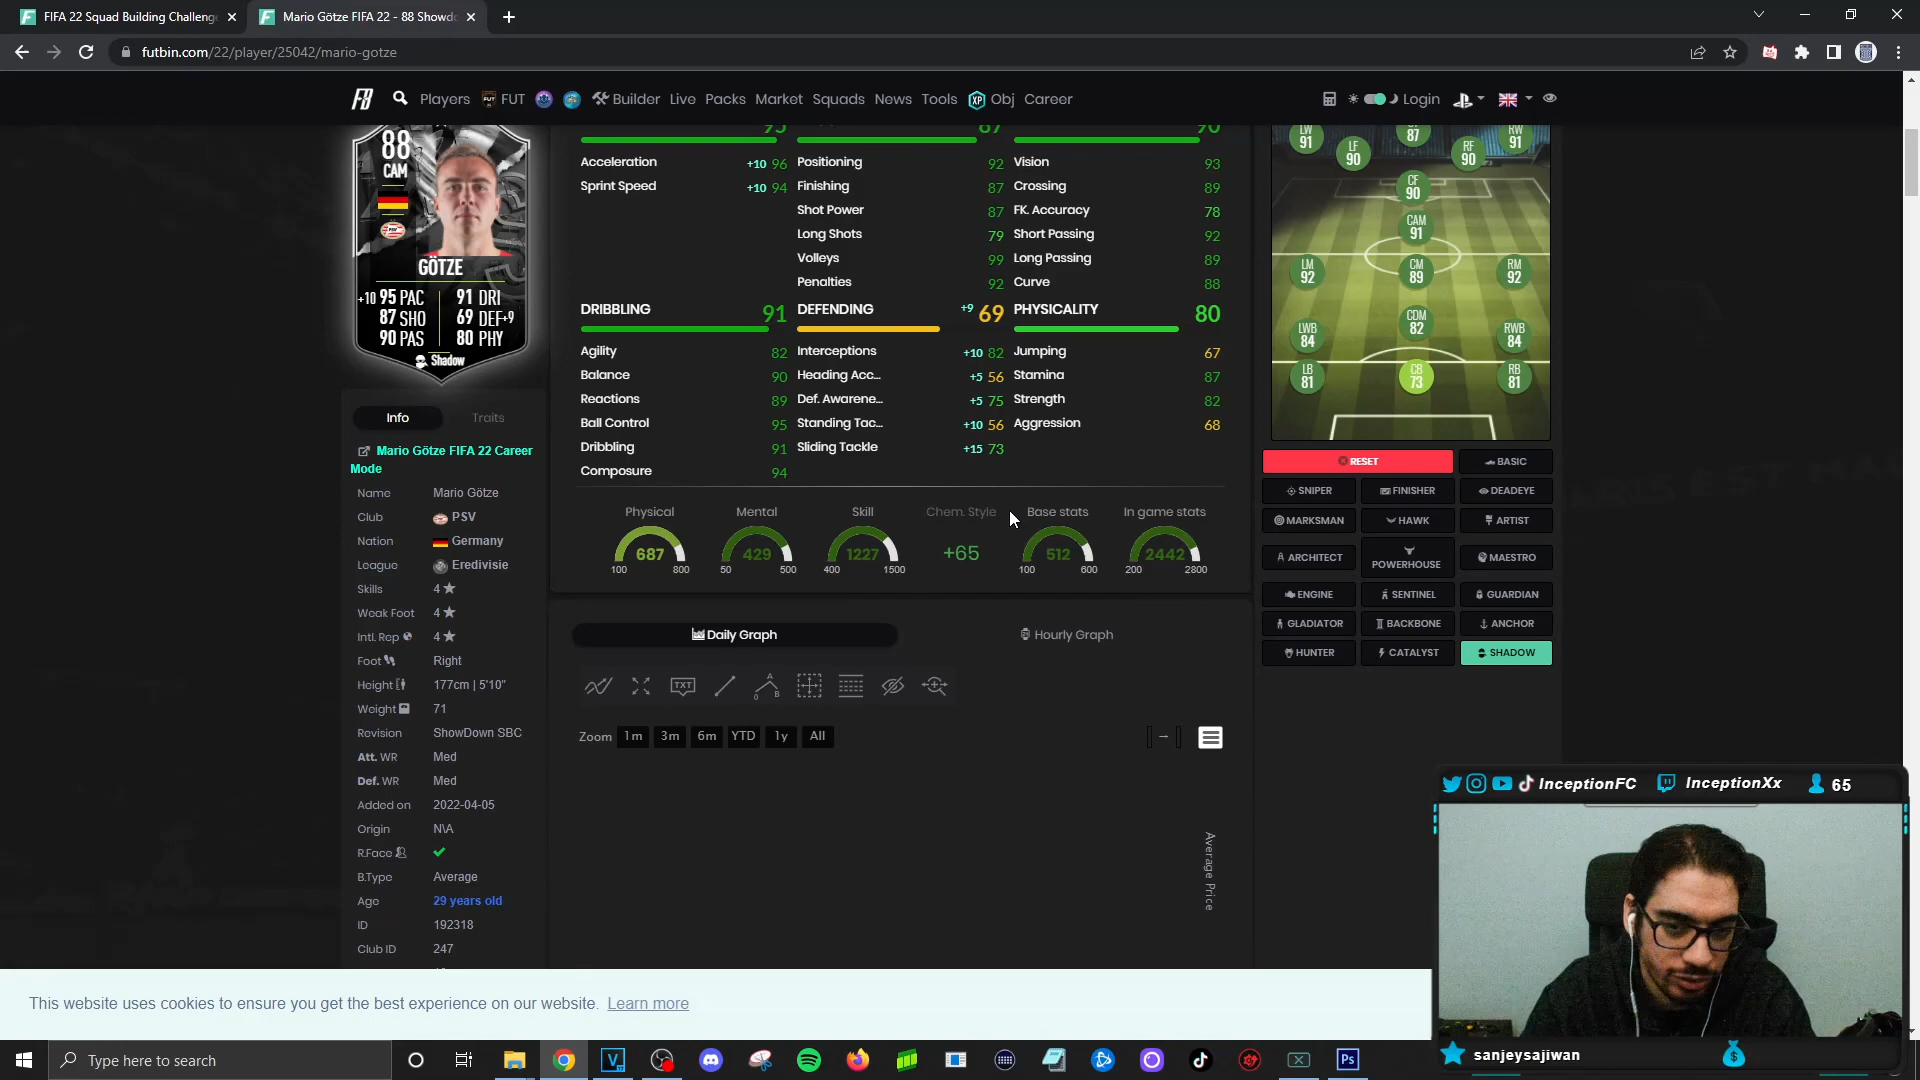 FIFA 22 Squad Building Challenge
Mario Götze FIFA 22 - 88 Showdo
futbin.com/22/player/25042/mario-gotze
Players FUT Builder Live Packs Market Squads News Tools XP Obj Career Login
88
CAM
GÖTZE
+10 95 PAC 91 DRI
87 SHO 69 DEF+9
90 PAS 80 PHY
Shadow
Info Traits
Mario Götze FIFA 22 Career
Mode
Name Mario Götze
Club PSV
Nation Germany
League Eredivisie
Skills 4
Weak Foot 4
Intl. Rep 4
Foot Right
Height 177cm | 5'10"
Weight 71
Revision ShowDown SBC
Att. WR Med
Def. WR Med
Added on 2022-04-05
Origin N\A
R.Face
B.Type Average
Age 29 years old
ID 192318
Club ID 247
95 87 90
Acceleration +10 96 Positioning 92 Vision 93
Sprint Speed +10 94 Finishing 87 Crossing 89
Shot Power 87 FK. Accuracy 78
Long Shots 79 Short Passing 92
Volleys 99 Long Passing 89
Penalties 92 Curve 88
DRIBBLING 91 DEFENDING +9 69 PHYSICALITY 80
Agility 82 Interceptions +10 82 Jumping 67
Balance 90 Heading Acc... +5 56 Stamina 87
Reactions 89 Def. Awarene... +5 75 Strength 82
Ball Control 95 Standing Tac... +10 56 Aggression 68
Dribbling 91 Sliding Tackle +15 73
Composure 94
Physical Mental Skill Chem. Style Base stats In game stats
687 429 1227 +65 512 2442
100 800 50 500 400 1500 100 600 200 2800
Daily Graph Hourly Graph
TXT
Zoom 1m 3m 6m YTD 1y All →
Average Price
LW
91
87
RW
91
LF
90
RF
90
CF
90
CAM
91
LM
92
CM
89
RM
92
CDM
82
LWB
84
RWB
84
LB
81
CB
73
RB
81
RESET BASIC
SNIPER FINISHER DEADEYE
MARKSMAN HAWK ARTIST
ARCHITECT POWERHOUSE MAESTRO
ENGINE SENTINEL GUARDIAN
GLADIATOR BACKBONE ANCHOR
HUNTER CATALYST SHADOW
InceptionFC InceptionXx 65
sanjeysajiwan
This website uses cookies to ensure you get the best experience on our website. Learn more
Type here to search